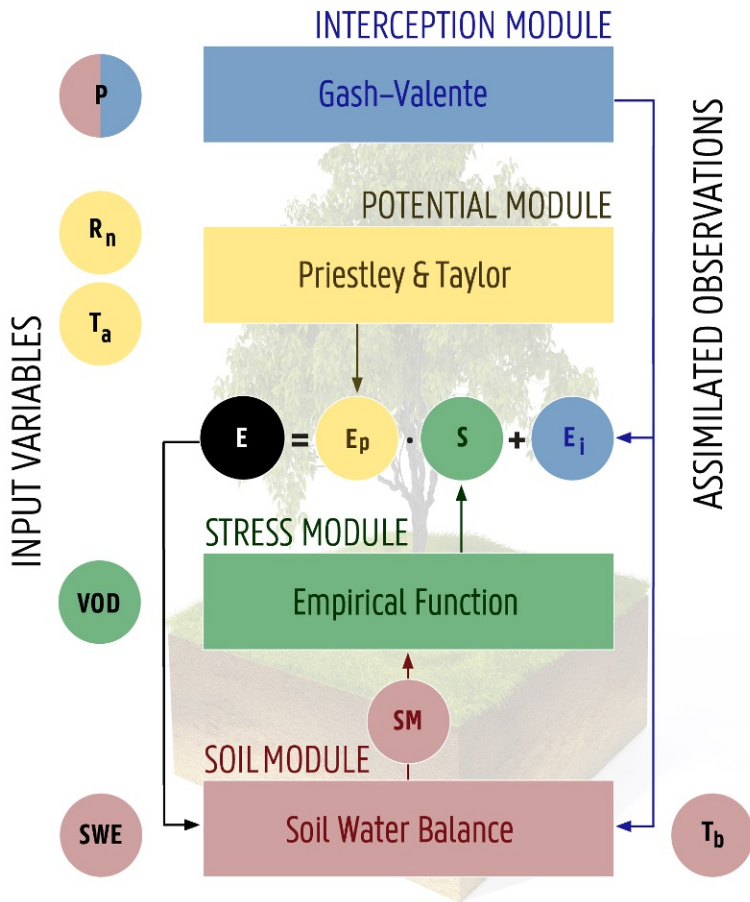 INTERCEPTION MODULE
P
Gash–Valente
POTENTIAL MODULE
Rn
Priestley & Taylor
Ta
INPUT VARIABLES
ASSIMILATED OBSERVATIONS
E = Ep · S + Ei
STRESS MODULE
VOD
Empirical Function
SM
SOIL MODULE
SWE
Soil Water Balance
Tb